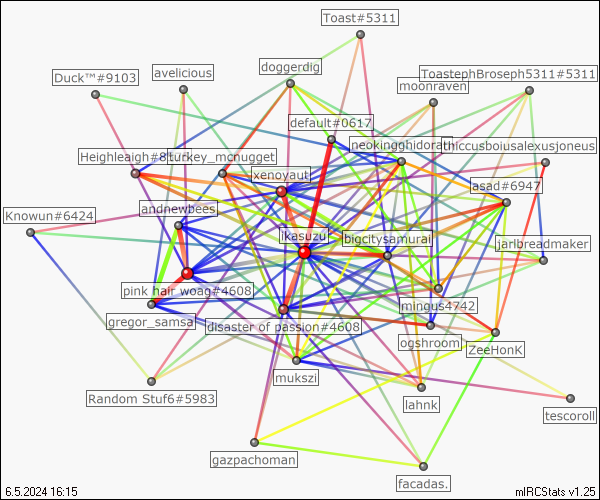 Toast#5311
doggerdig
ToastephBroseph5311#5311
avelicious
Duck™#9103
moonraven
default#0617
neokingghidorah
thiccusboiusalexusjoneus
Heighleaigh#8
turkey_mcnugget
xenoyaut
asad#6947
andnewbees
Knowun#6424
ikasuzu
bigcitysamurai
jarlbreadmaker
pink hair woag#4608
mingus4742
gregor_samsa
disaster of passion#4608
ogshroom
ZeeHonK
mukszi
Random Stuf6#5983
lahnk
tescoroll
gazpachoman
facadas.
6.5.2024 16:15
mIRCStats v1.25